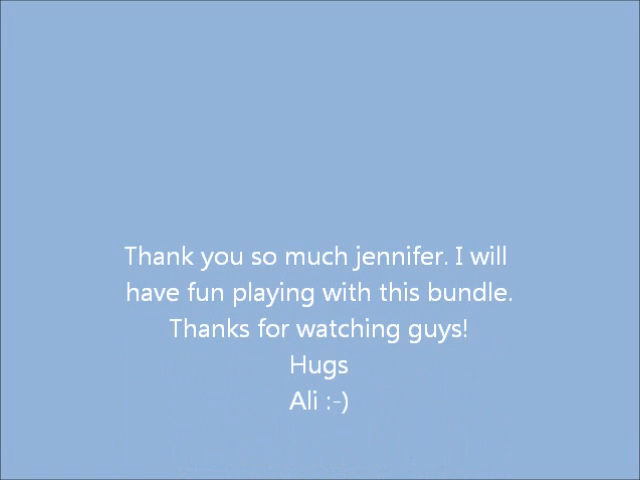 Thank you so much jennifer. I will
have fun playing with this bundle.
Thanks for watching guys!
Hugs
Ali :-)